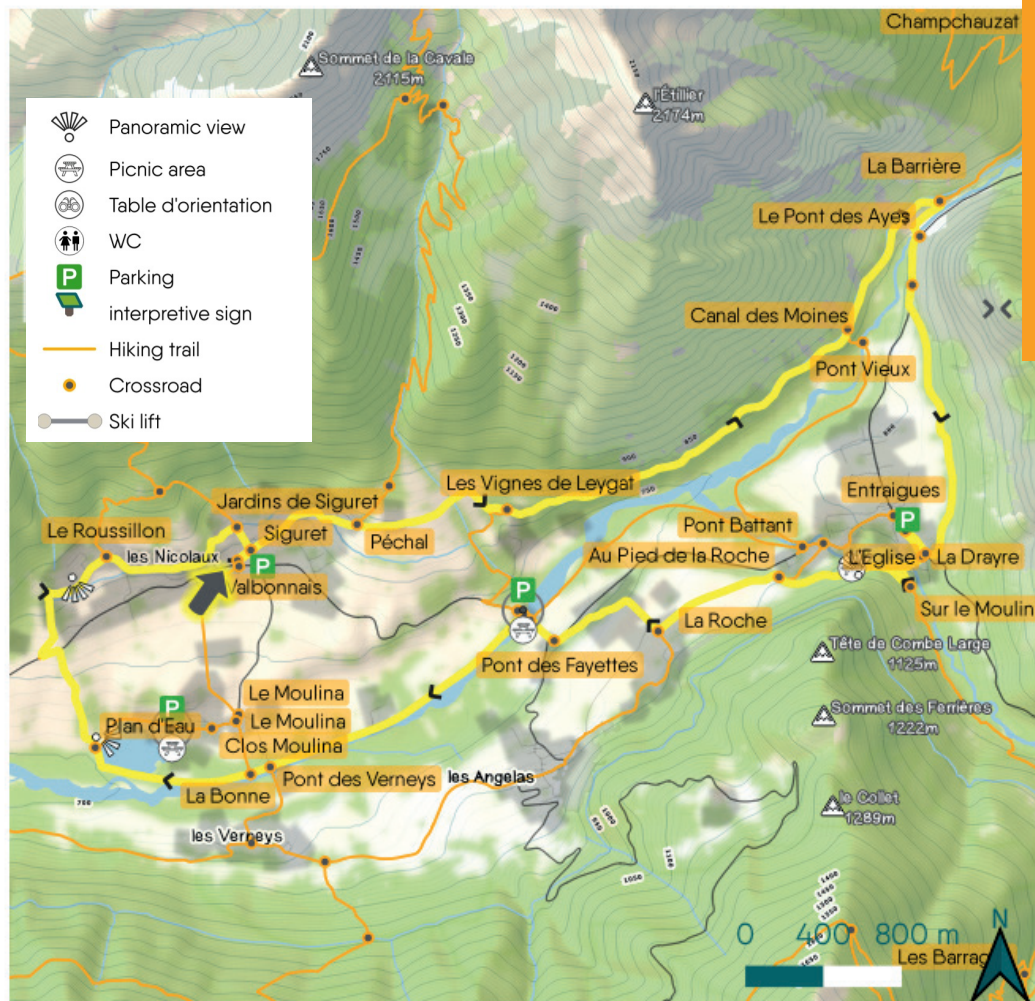 Champchauzat
Sommet de la Cavale
2115m
l'Étillier
2174m
Panoramic view
Picnic area
Table d'orientation
WC
P
Parking
interpretive sign
Hiking trail
Crossroad
Ski lift
La Barrière
Le Pont des Ayes
Canal des Moines
Pont Vieux
Les Vignes de Leygat
Jardins de Siguret
Entraigues
P
Le Roussillon
Siguret
Péchal
Pont Battant
les Nicolaux
Au Pied de la Roche
L'Eglise
La Drayre
P
Valbonnais
P
Sur le Moulin
La Roche
Pont des Fayettes
Tête de Combe Large
1125m
Le Moulina
P
Plan d'Eau
Le Moulina
Sommet des Ferrières
1222m
Clos Moulina
Pont des Verneys
les Angelas
La Bonne
le Collet
1289m
les Verneys
0 400 800 m
N
Les Barrag